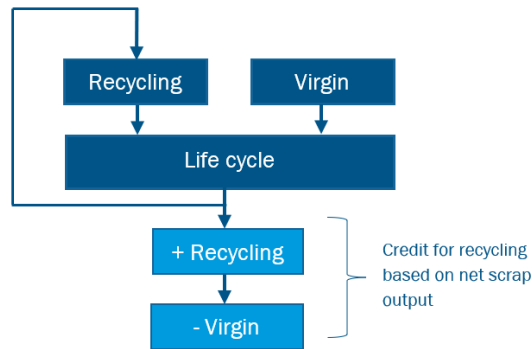 Recycling
Virgin
Life cycle
+ Recycling
- Virgin
Credit for recycling
based on net scrap
output